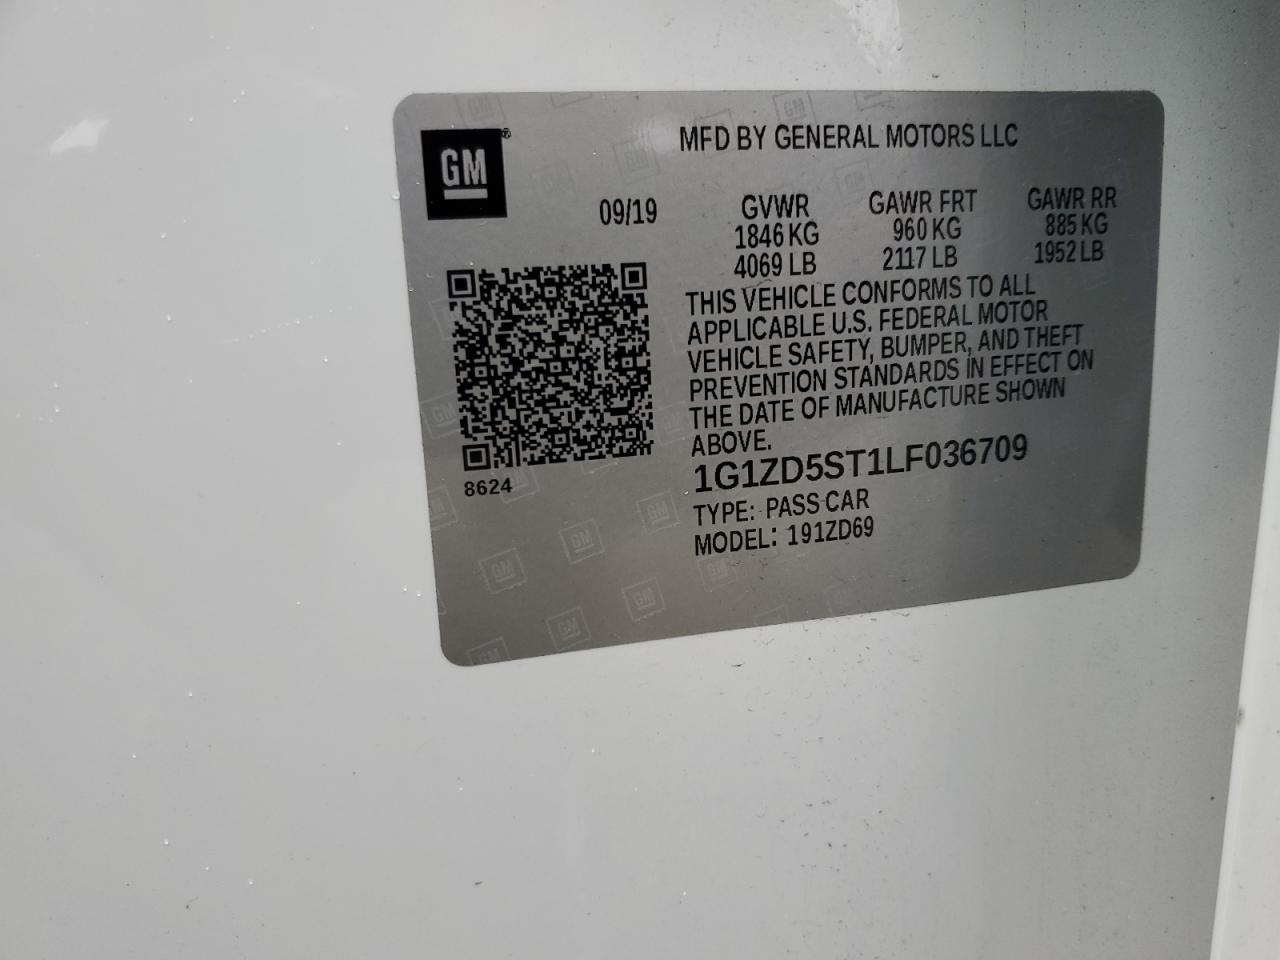 GM®
MFD BY GENERAL MOTORS LLC
09/19
GVWR GAWR FRT GAWR RR
1846 KG 960 KG 885 KG
4069 LB 2117 LB 1952 LB
THIS VEHICLE CONFORMS TO ALL
APPLICABLE U.S. FEDERAL MOTOR
VEHICLE SAFETY, BUMPER, AND THEFT
PREVENTION STANDARDS IN EFFECT ON
THE DATE OF MANUFACTURE SHOWN
ABOVE.
1G1ZD5ST1LF036709
TYPE: PASS CAR
MODEL: 191ZD69
8624